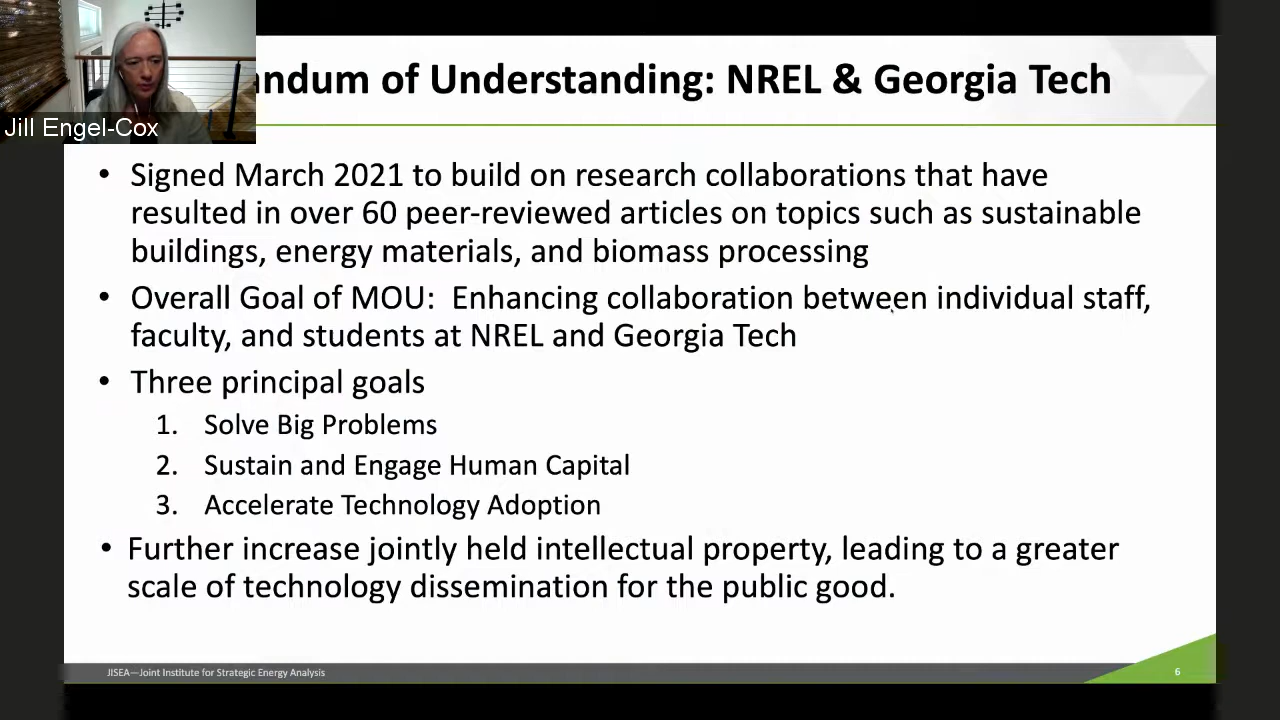 andum of Understanding: NREL & Georgia Tech
Jill Engel-Cox
• Signed March 2021 to build on research collaborations that have
resulted in over 60 peer-reviewed articles on topics such as sustainable
buildings, energy materials, and biomass processing
• Overall Goal of MOU: Enhancing collaboration between individual staff,
faculty, and students at NREL and Georgia Tech
• Three principal goals
1. Solve Big Problems
2. Sustain and Engage Human Capital
3. Accelerate Technology Adoption
• Further increase jointly held intellectual property, leading to a greater
scale of technology dissemination for the public good.
JISEA—Joint Institute for Strategic Energy Analysis
6